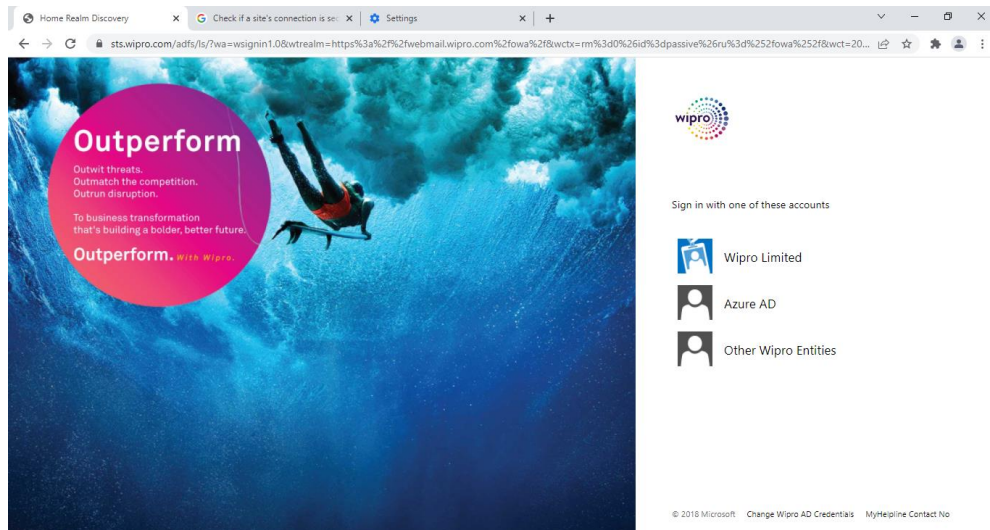 Home Realm Discovery
Check if a site's connection is sec
Settings
sts.wipro.com/adfs/ls/?wa=wsignin1.0&wtrealm=https%3a%2f%2fwebmail.wipro.com%2fowa%2f&wctx=rm%3d0%26id%3dpassive%26ru%3d%252fowa%252f&wct=20...
Outperform
Outwit threats.
Outmatch the competition.
Outrun disruption.
To business transformation
that's building a bolder, better future.
Outperform. With Wipro.
wipro
Sign in with one of these accounts
Wipro Limited
Azure AD
Other Wipro Entities
© 2018 Microsoft Change Wipro AD Credentials MyHelpline Contact No